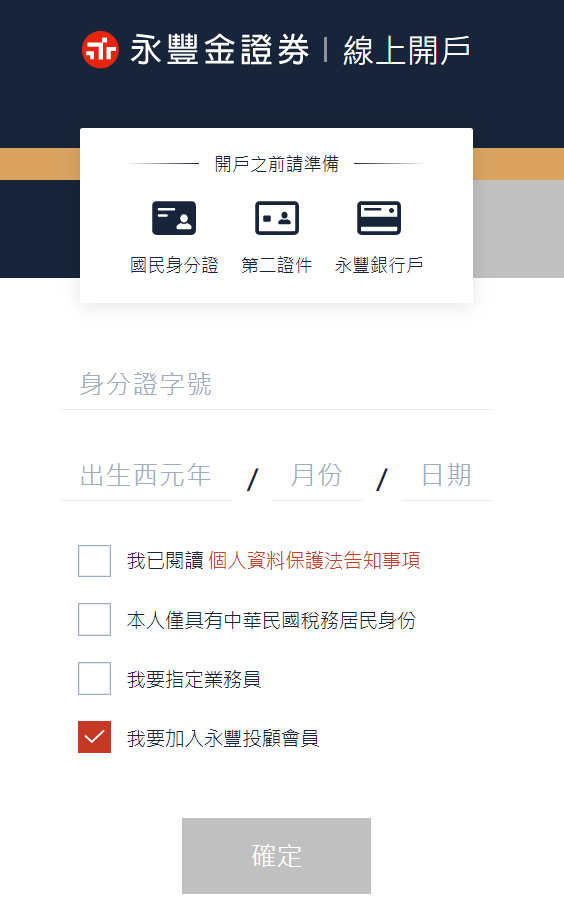 永豐金證券 | 線上開戶
開戶之前請準備
國民身分證 第二證件 永豐銀行戶
身分證字號
出生西元年 / 月份 / 日期
我已閱讀 個人資料保護法告知事項
本人僅具有中華民國稅務居民身份
我要指定業務員
我要加入永豐投顧會員
確定